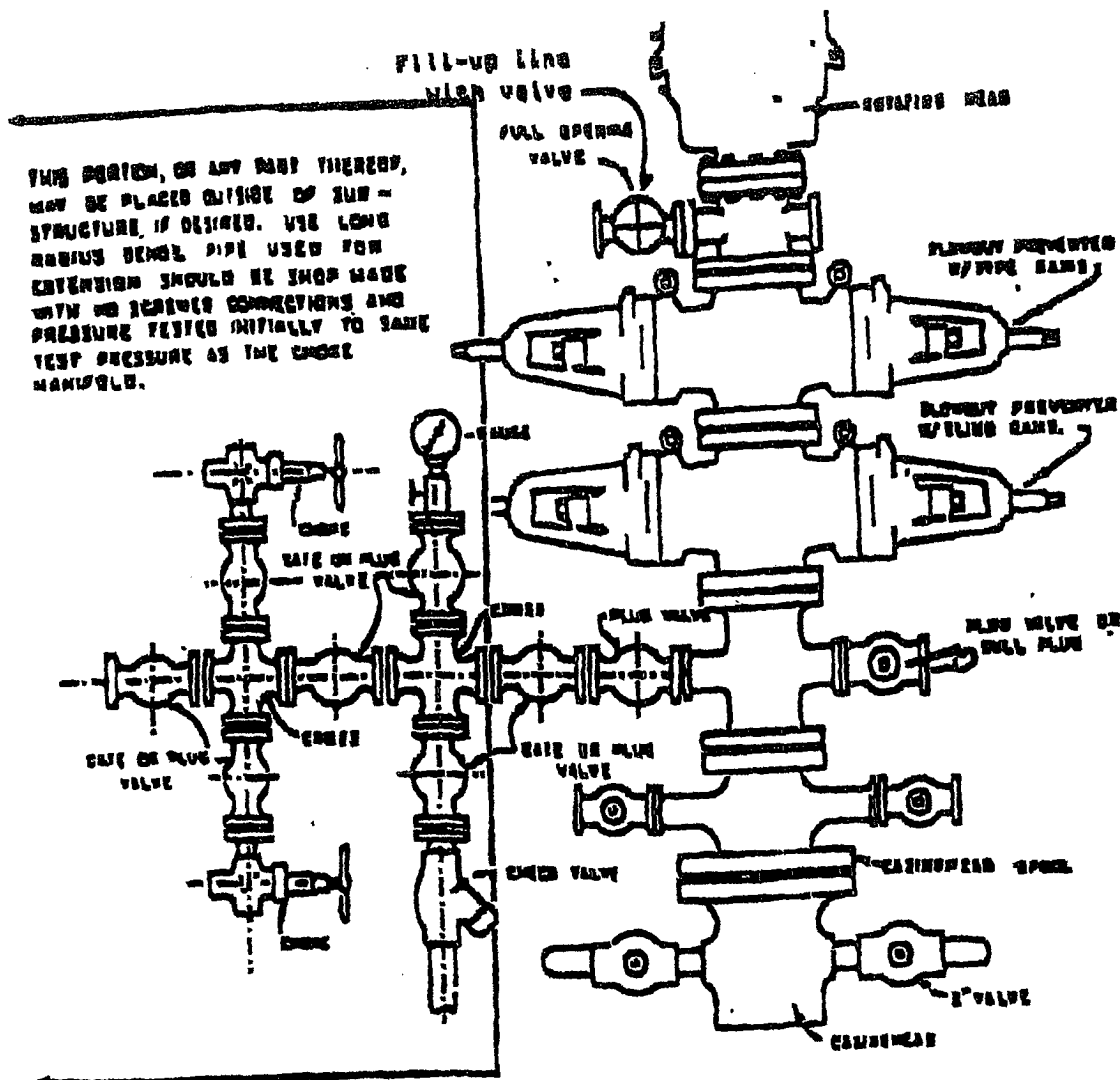 Fill-up line
with valve
FULL OPENING
VALVE
ROTATING HEAD
THIS PORTION, OR ANY PART THEREOF,
MAY BE PLACED OUTSIDE OF SUB-
STRUCTURE, IF DESIRED. USE LONG
RADIUS BENDS. PIPE USED FOR
EXTENSION SHOULD BE SHOP MADE
WITH NO SCREWED CONNECTIONS AND
PRESSURE TESTED INITIALLY TO SAME
TEST PRESSURE AS THE CHOKE
MANIFOLD.
BLOWOUT PREVENTER
W/PIPE RAMS
BLOWOUT PREVENTER
W/BLIND RAMS.
GAUGE
CHOKE
GATE OR PLUG
VALVE
CROSS
PLUG VALVE
PLUG VALVE OR
BULL PLUG
GATE OR PLUG
VALVE
CROSS
GATE OR PLUG
VALVE
CHECK VALVE
CASINGHEAD SPOOL
CHOKE
2" VALVE
CASINGHEAD